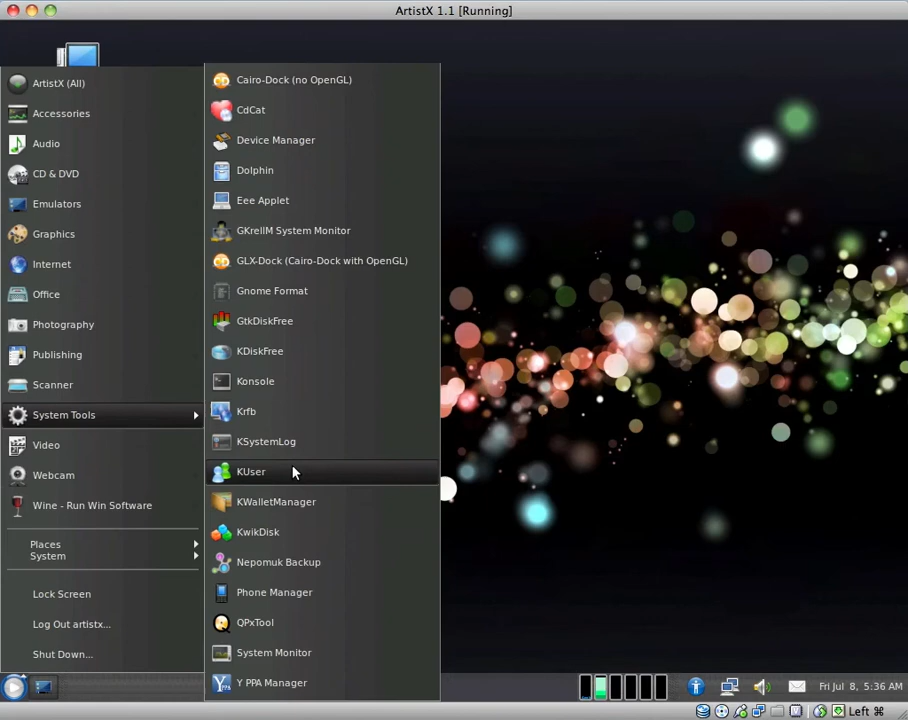 ArtistX 1.1 [Running]
ArtistX (All)
Accessories
Audio
CD & DVD
Emulators
Graphics
Internet
Office
Photography
Publishing
Scanner
System Tools
Video
Webcam
Wine - Run Win Software
Places
System
Lock Screen
Log Out artistx...
Shut Down...
Cairo-Dock (no OpenGL)
CdCat
Device Manager
Dolphin
Eee Applet
GKrellM System Monitor
GLX-Dock (Cairo-Dock with OpenGL)
Gnome Format
GtkDiskFree
KDiskFree
Konsole
Krfb
KSystemLog
KUser
KWalletManager
KwikDisk
Nepomuk Backup
Phone Manager
QPxTool
System Monitor
Y PPA Manager
Fri Jul 8, 5:36 AM
Left ⌘